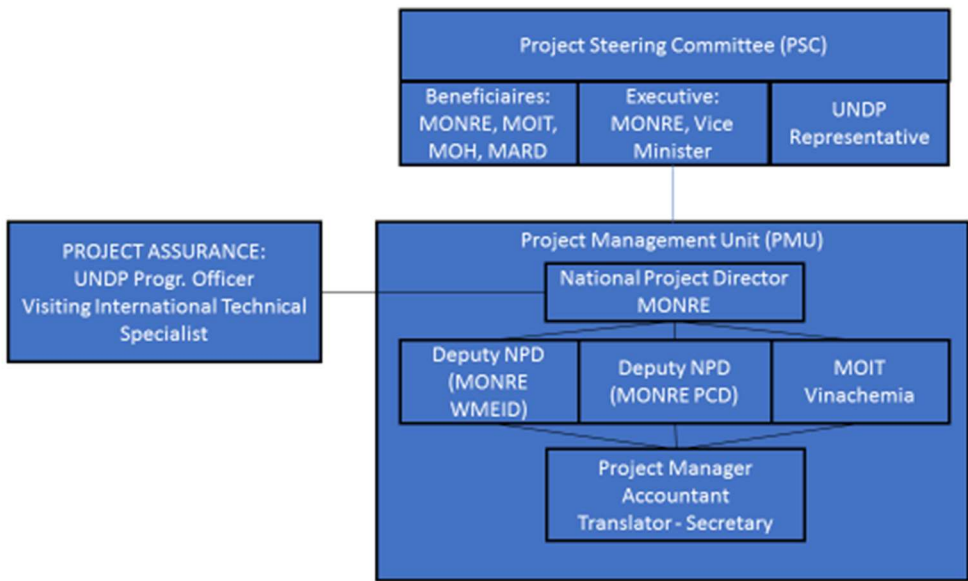 Project Steering Committee (PSC)
Beneficiaires:
MONRE, MOIT,
MOH, MARD
Executive:
MONRE, Vice
Minister
UNDP
Representative
PROJECT ASSURANCE:
UNDP Progr. Officer
Visiting International Technical
Specialist
Project Management Unit (PMU)
National Project Director
MONRE
Deputy NPD
(MONRE
WMEID)
Deputy NPD
(MONRE PCD)
MOIT
Vinachemia
Project Manager
Accountant
Translator - Secretary